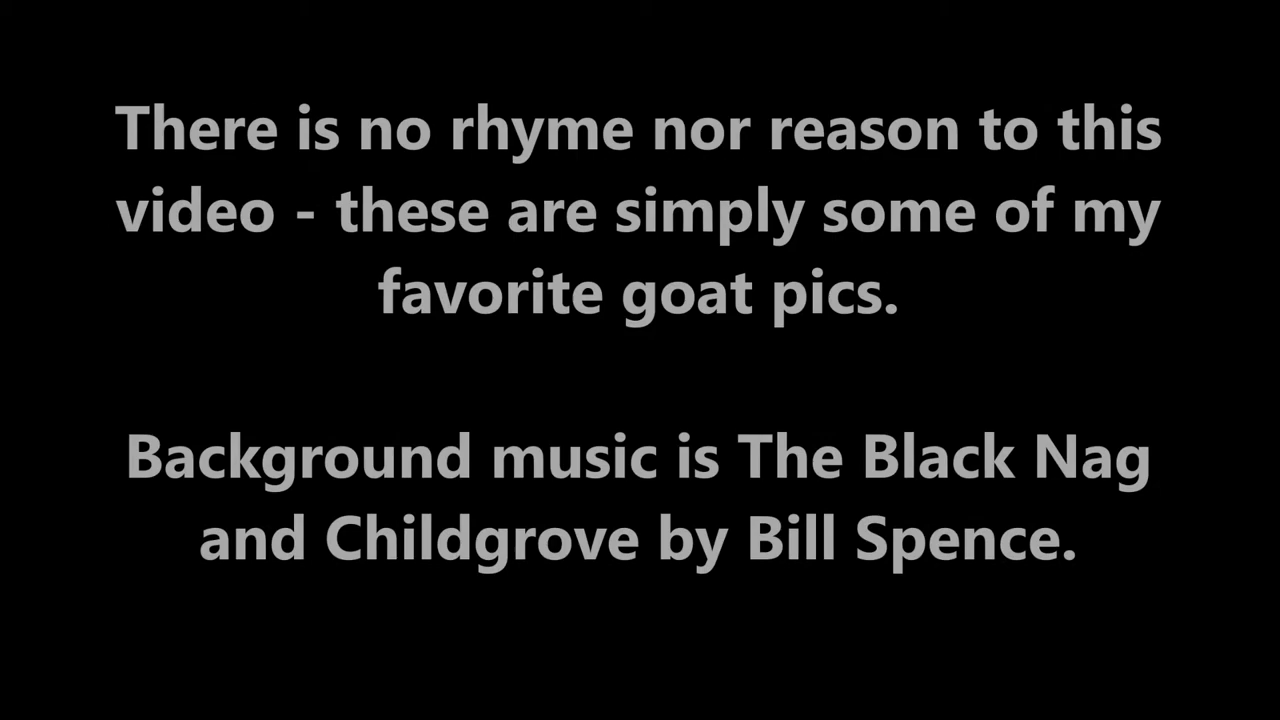 There is no rhyme nor reason to this
video - these are simply some of my
favorite goat pics.
Background music is The Black Nag
and Childgrove by Bill Spence.